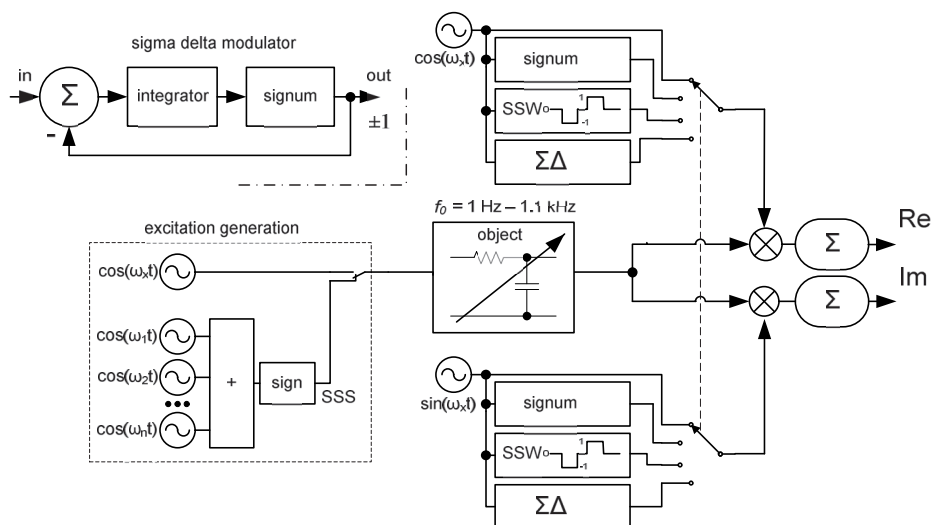 sigma delta modulator
in
Σ
-
integrator
signum
out
±1
cos(ωxt)
signum
SSW
1
-1
ΣΔ
f0 = 1 Hz – 1.1 kHz
object
excitation generation
cos(ωxt)
cos(ω1t)
cos(ω2t)
•••
cos(ωnt)
+
sign
SSS
Σ
Re
Σ
Im
sin(ωxt)
signum
SSW
1
-1
ΣΔ